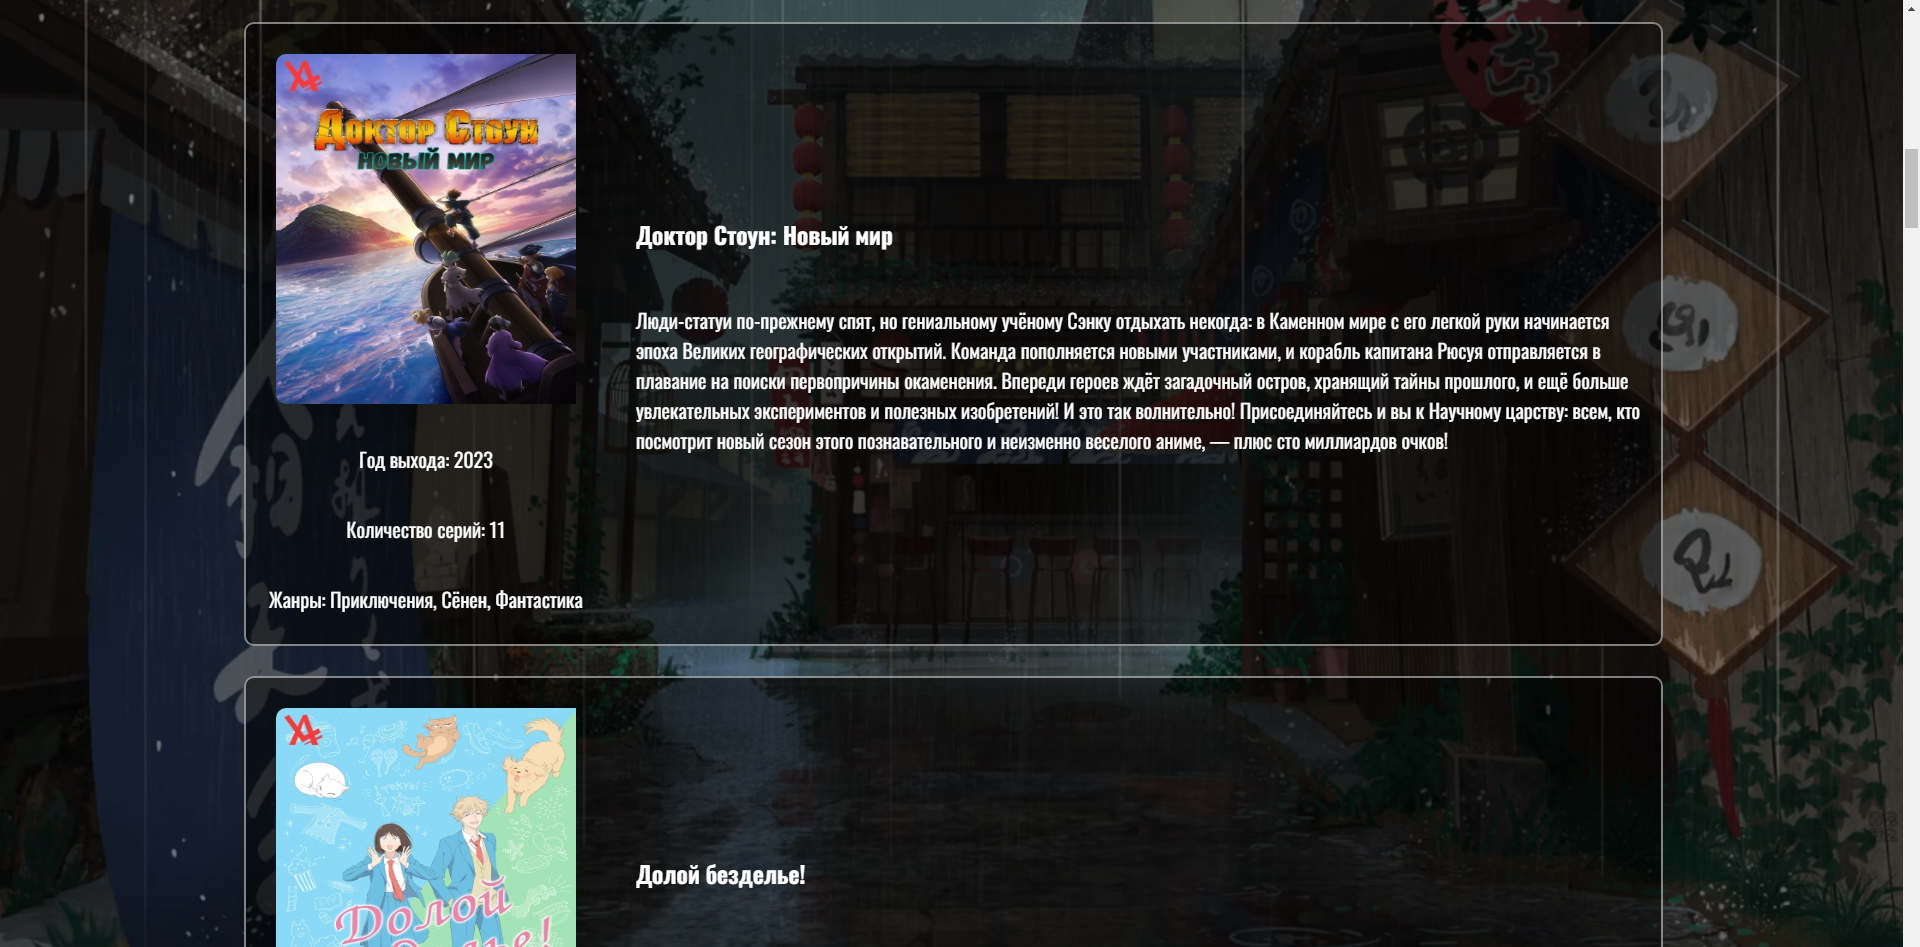 Доктор Стоун
новый мир
Доктор Стоун: Новый мир
Люди-статуи по-прежнему спят, но гениальному учёному Сэнку отдыхать некогда: в Каменном мире с его легкой руки начинается
эпоха Великих географических открытий. Команда пополняется новыми участниками, и корабль капитана Рюсуя отправляется в
плавание на поиски первопричины окаменения. Впереди героев ждёт загадочный остров, хранящий тайны прошлого, и ещё больше
увлекательных экспериментов и полезных изобретений! И это так волнительно! Присоединяйтесь и вы к Научному царству: всем, кто
посмотрит новый сезон этого познавательного и неизменно веселого аниме, — плюс сто миллиардов очков!
Год выхода: 2023
Количество серий: 11
Жанры: Приключения, Сёнен, Фантастика
TOKYO!
Долой
Долой безделье!